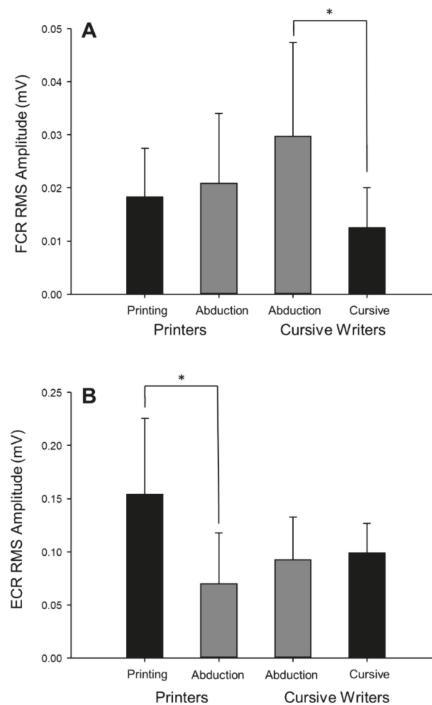 A
*
FCR RMS Amplitude (mV)
0.05
0.04
0.03
0.02
0.01
0.00
Printing Abduction Abduction Cursive
Printers Cursive Writers
B
*
ECR RMS Amplitude (mV)
0.25
0.20
0.15
0.10
0.05
0.00
Printing Abduction Abduction Cursive
Printers Cursive Writers